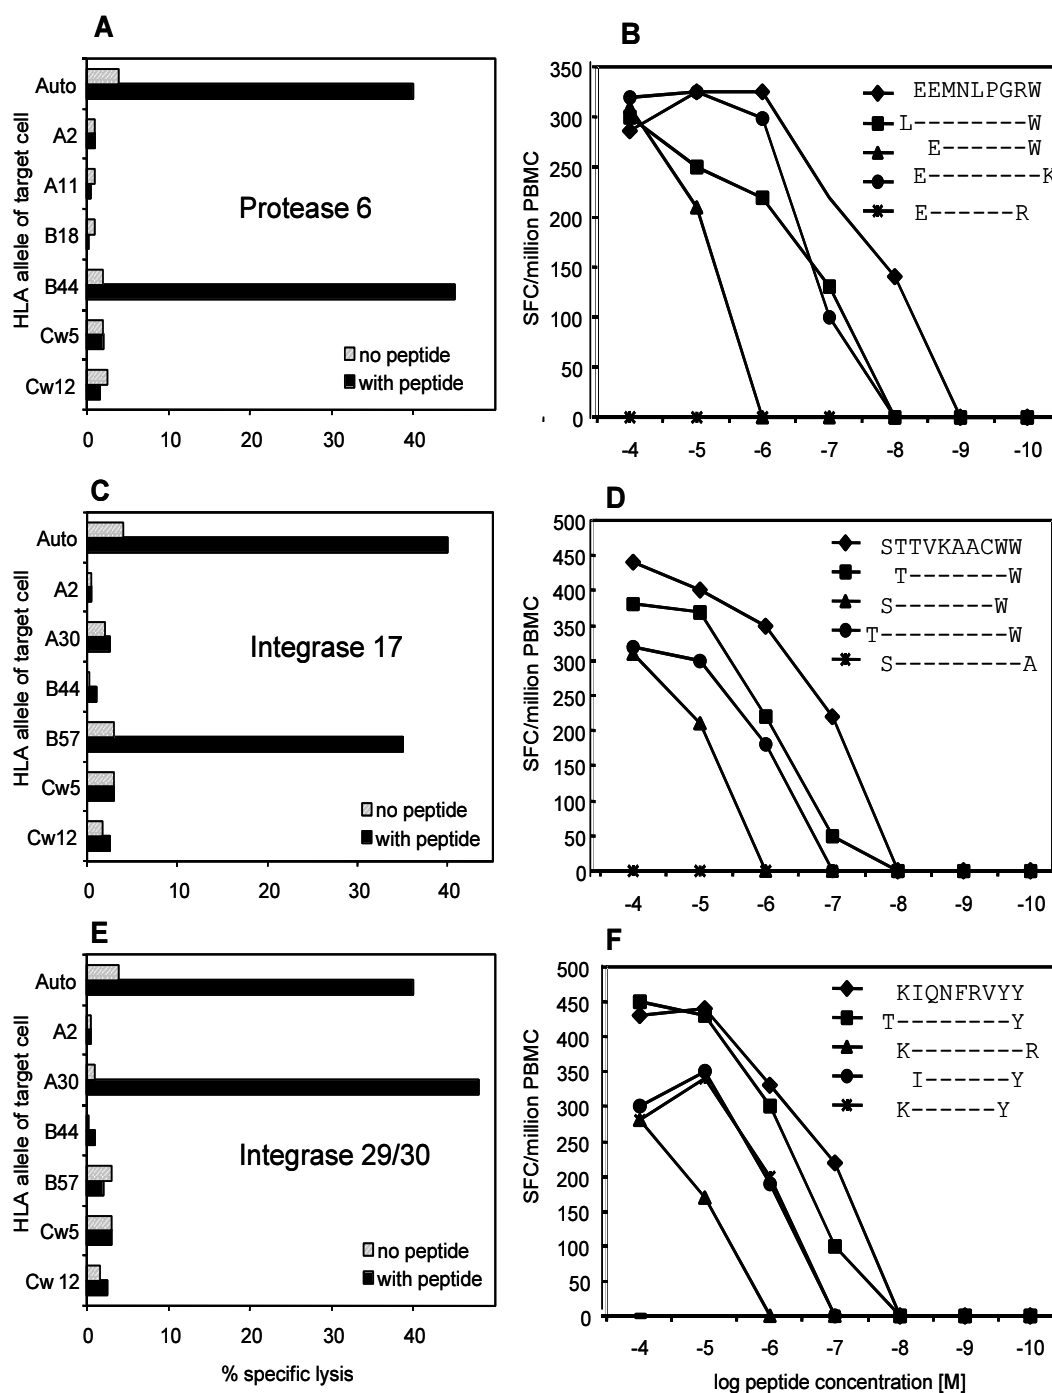 A
HLA allele of target cell
Auto
A2
A11
B18
B44
Cw5
Cw12
Protease 6
no peptide
with peptide
0 10 20 30 40
B
SFC/million PBMC
350
300
250
200
150
100
50
0
-
EEMNLPGRW
L--------W
E------W
E--------K
E------R
-4 -5 -6 -7 -8 -9 -10
C
HLA allele of target cell
Auto
A2
A30
B44
B57
Cw5
Cw12
Integrase 17
no peptide
with peptide
0 10 20 30 40
D
SFC/million PBMC
500
450
400
350
300
250
200
150
100
50
0
STTVKAACWW
T-------W
S-------W
T---------W
S---------A
-4 -5 -6 -7 -8 -9 -10
E
HLA allele of target cell
Auto
A2
A30
B44
B57
Cw5
Cw 12
Integrase 29/30
no peptide
with peptide
0 10 20 30 40
% specific lysis
F
SFC/million PBMC
500
450
400
350
300
250
200
150
100
50
0
KIQNFRVYY
T--------Y
K--------R
I------Y
K------Y
-4 -5 -6 -7 -8 -9 -10
log peptide concentration [M]